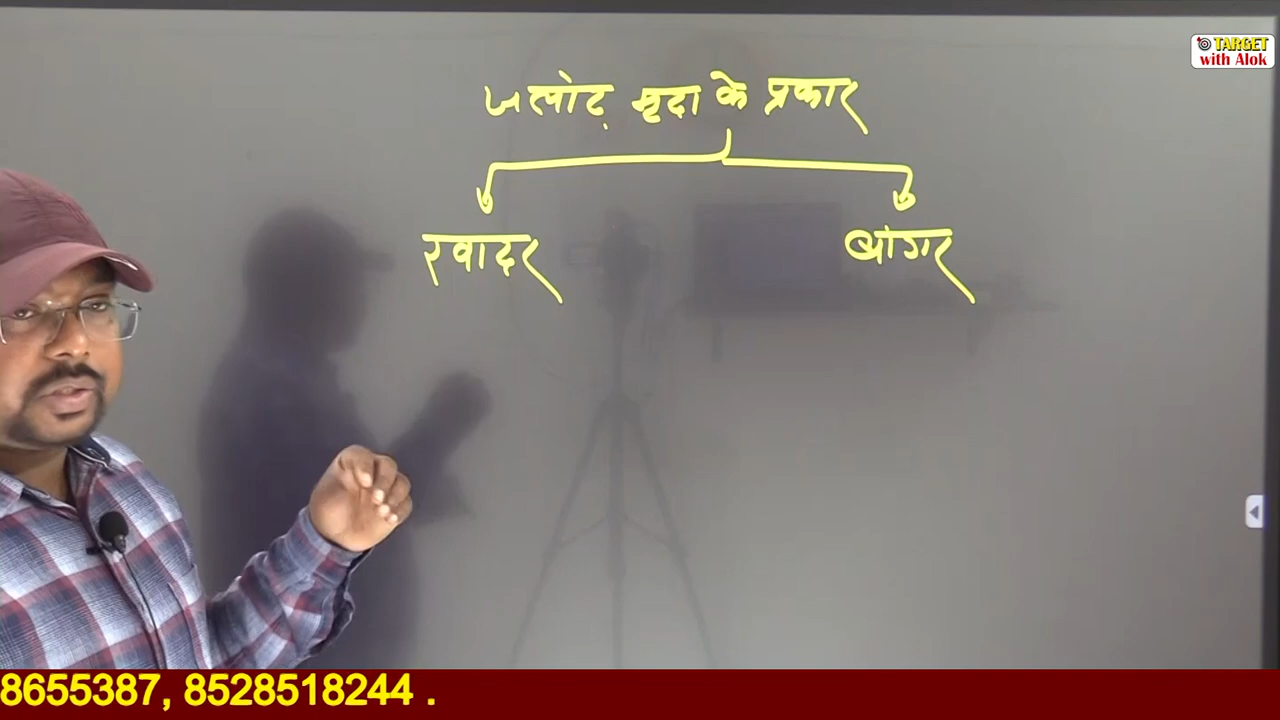 TARGET
with Alok
जलोढ़ मृदा के प्रकार
खादर
बांगर
8655387, 8528518244 .